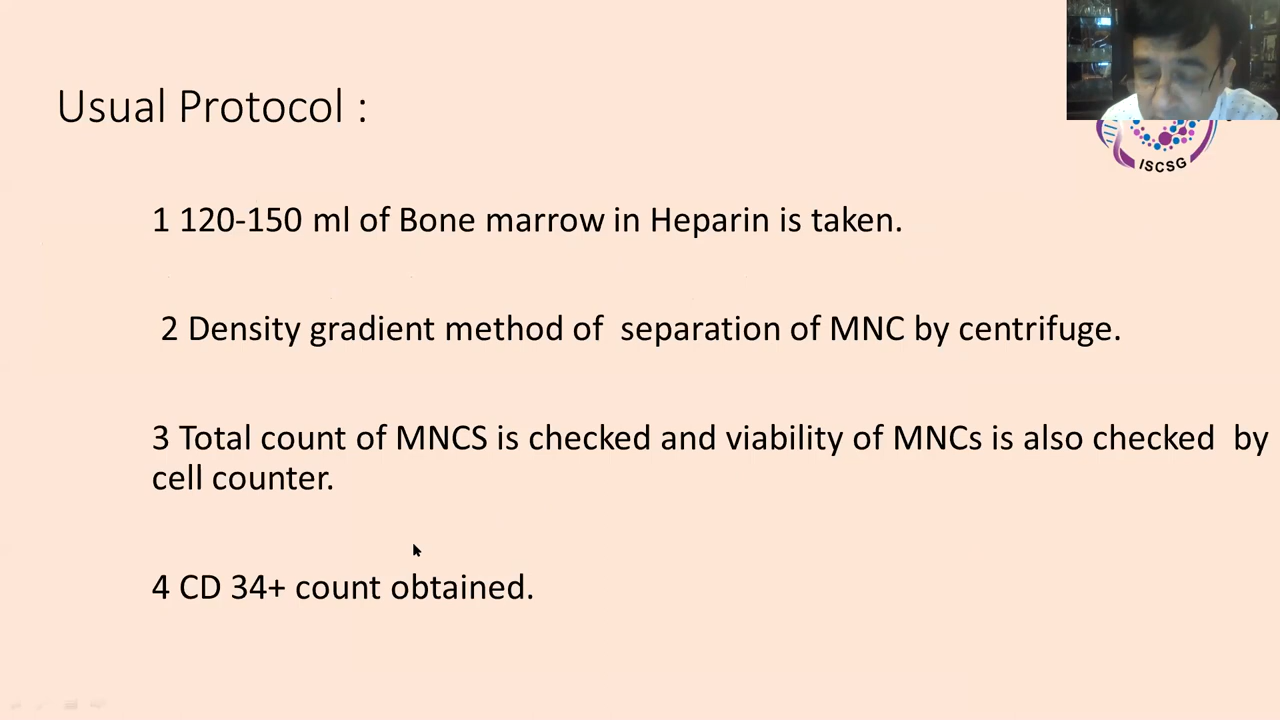 Usual Protocol :
ISCSG
1 120-150 ml of Bone marrow in Heparin is taken.
2 Density gradient method of  separation of MNC by centrifuge.
3 Total count of MNCS is checked and viability of MNCs is also checked  by
cell counter.
4 CD 34+ count obtained.